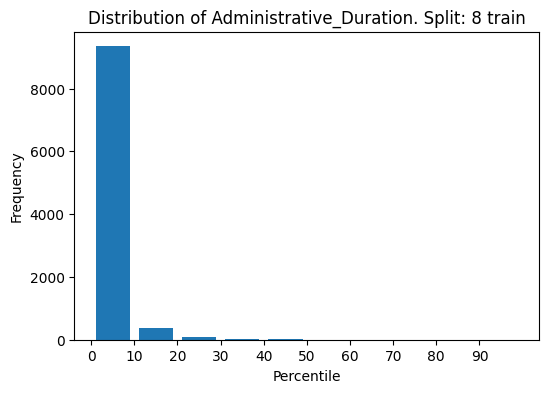 Distribution of Administrative_Duration. Split: 8 train
Frequency
8000
6000
4000
2000
0
0 10 20 30 40 50 60 70 80 90
Percentile